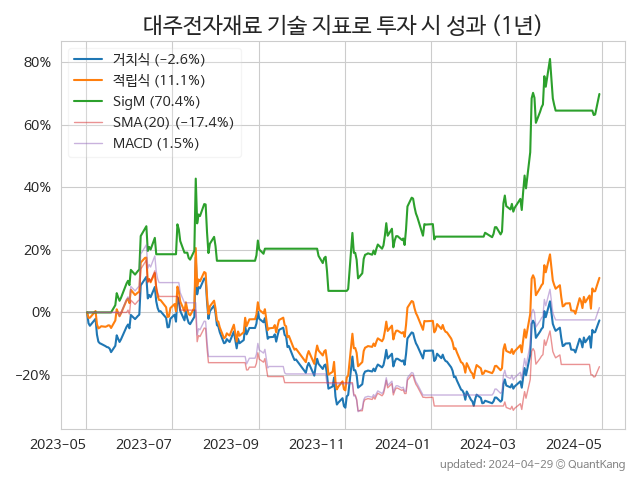 대주전자재료 기술 지표로 투자 시 성과 (1년)
거치식 (−2.6%)
적립식 (11.1%)
SigM (70.4%)
SMA(20) (−17.4%)
MACD (1.5%)
80%
60%
40%
20%
0%
−20%
2023-05 2023-07 2023-09 2023-11 2024-01 2024-03 2024-05
updated: 2024-04-29 © QuantKang